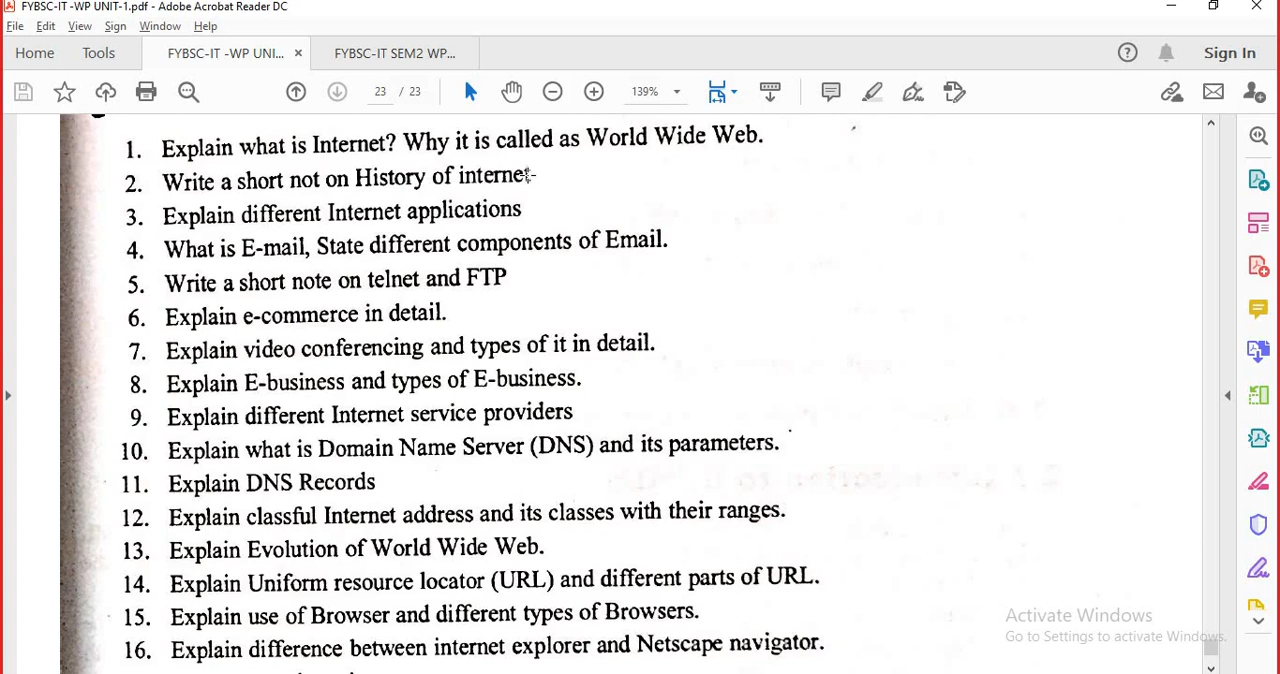 FYBSC-IT -WP UNIT-1.pdf - Adobe Acrobat Reader DC
File Edit View Sign Window Help
Home Tools FYBSC-IT -WP UNI... × FYBSC-IT SEM2 WP... Sign In
23 / 23 139%
1. Explain what is Internet? Why it is called as World Wide Web.
2. Write a short not on History of internet
3. Explain different Internet applications
4. What is E-mail, State different components of Email.
5. Write a short note on telnet and FTP
6. Explain e-commerce in detail.
7. Explain video conferencing and types of it in detail.
8. Explain E-business and types of E-business.
9. Explain different Internet service providers
10. Explain what is Domain Name Server (DNS) and its parameters.
11. Explain DNS Records
12. Explain classful Internet address and its classes with their ranges.
13. Explain Evolution of World Wide Web.
14. Explain Uniform resource locator (URL) and different parts of URL.
15. Explain use of Browser and different types of Browsers.
16. Explain difference between internet explorer and Netscape navigator.
Activate Windows
Go to Settings to activate Windows.